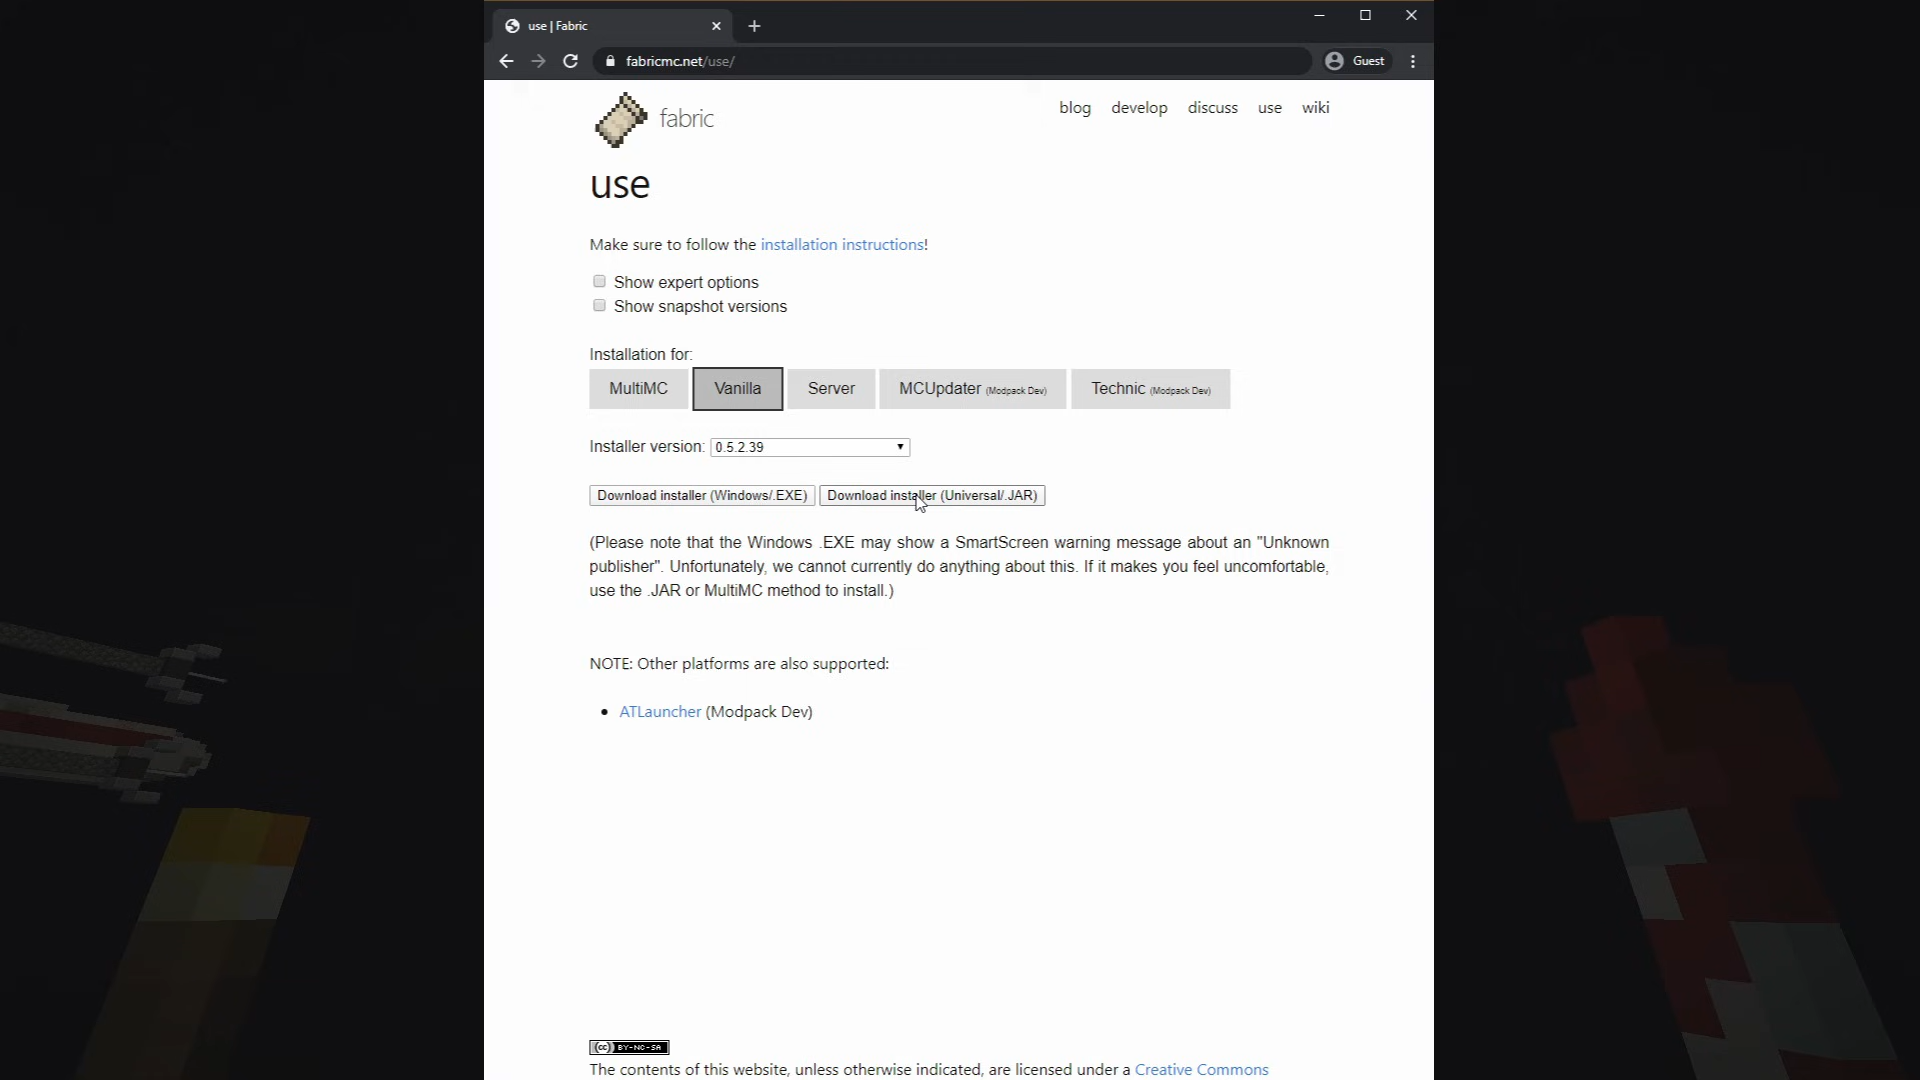 use | Fabric
fabricmc.net/use/
Guest
fabric
blog develop discuss use wiki
use
Make sure to follow the installation instructions!
Show expert options
Show snapshot versions
Installation for:
MultiMC Vanilla Server MCUpdater (Modpack Dev) Technic (Modpack Dev)
Installer version: 0.5.2.39
Download installer (Windows/.EXE) Download installer (Universal/.JAR)
(Please note that the Windows .EXE may show a SmartScreen warning message about an "Unknown
publisher". Unfortunately, we cannot currently do anything about this. If it makes you feel uncomfortable,
use the .JAR or MultiMC method to install.)
NOTE: Other platforms are also supported:
ATLauncher (Modpack Dev)
(cc) BY-NC-SA
The contents of this website, unless otherwise indicated, are licensed under a Creative Commons